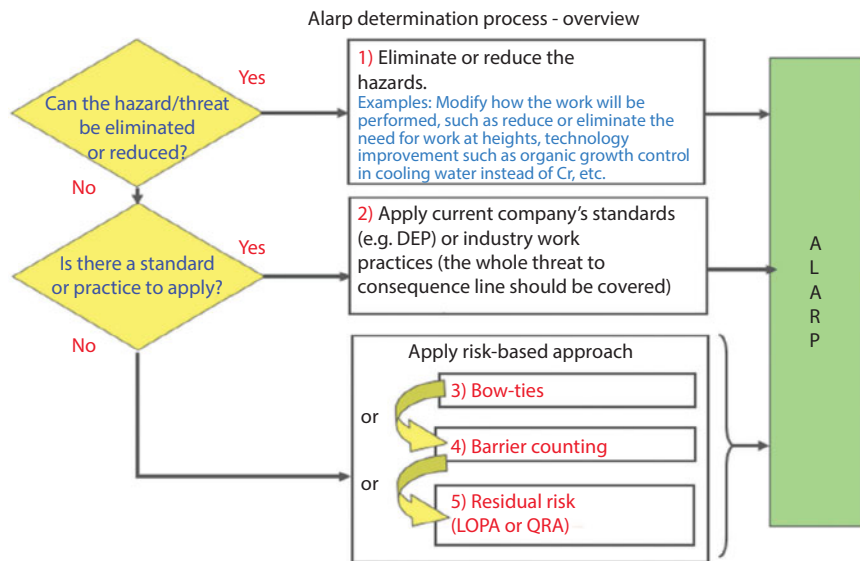 Alarp determination process - overview
Can the hazard/threat
be eliminated
or reduced?
Yes
1) Eliminate or reduce the
hazards.
Examples: Modify how the work will be
performed, such as reduce or eliminate the
need for work at heights, technology
improvement such as organic growth control
in cooling water instead of Cr, etc.
No
Is there a standard
or practice to apply?
Yes
2) Apply current company's standards
(e.g. DEP) or industry work
practices (the whole threat to
consequence line should be covered)
No
Apply risk-based approach
3) Bow-ties
or
4) Barrier counting
or
5) Residual risk
(LOPA or QRA)
A
L
A
R
P